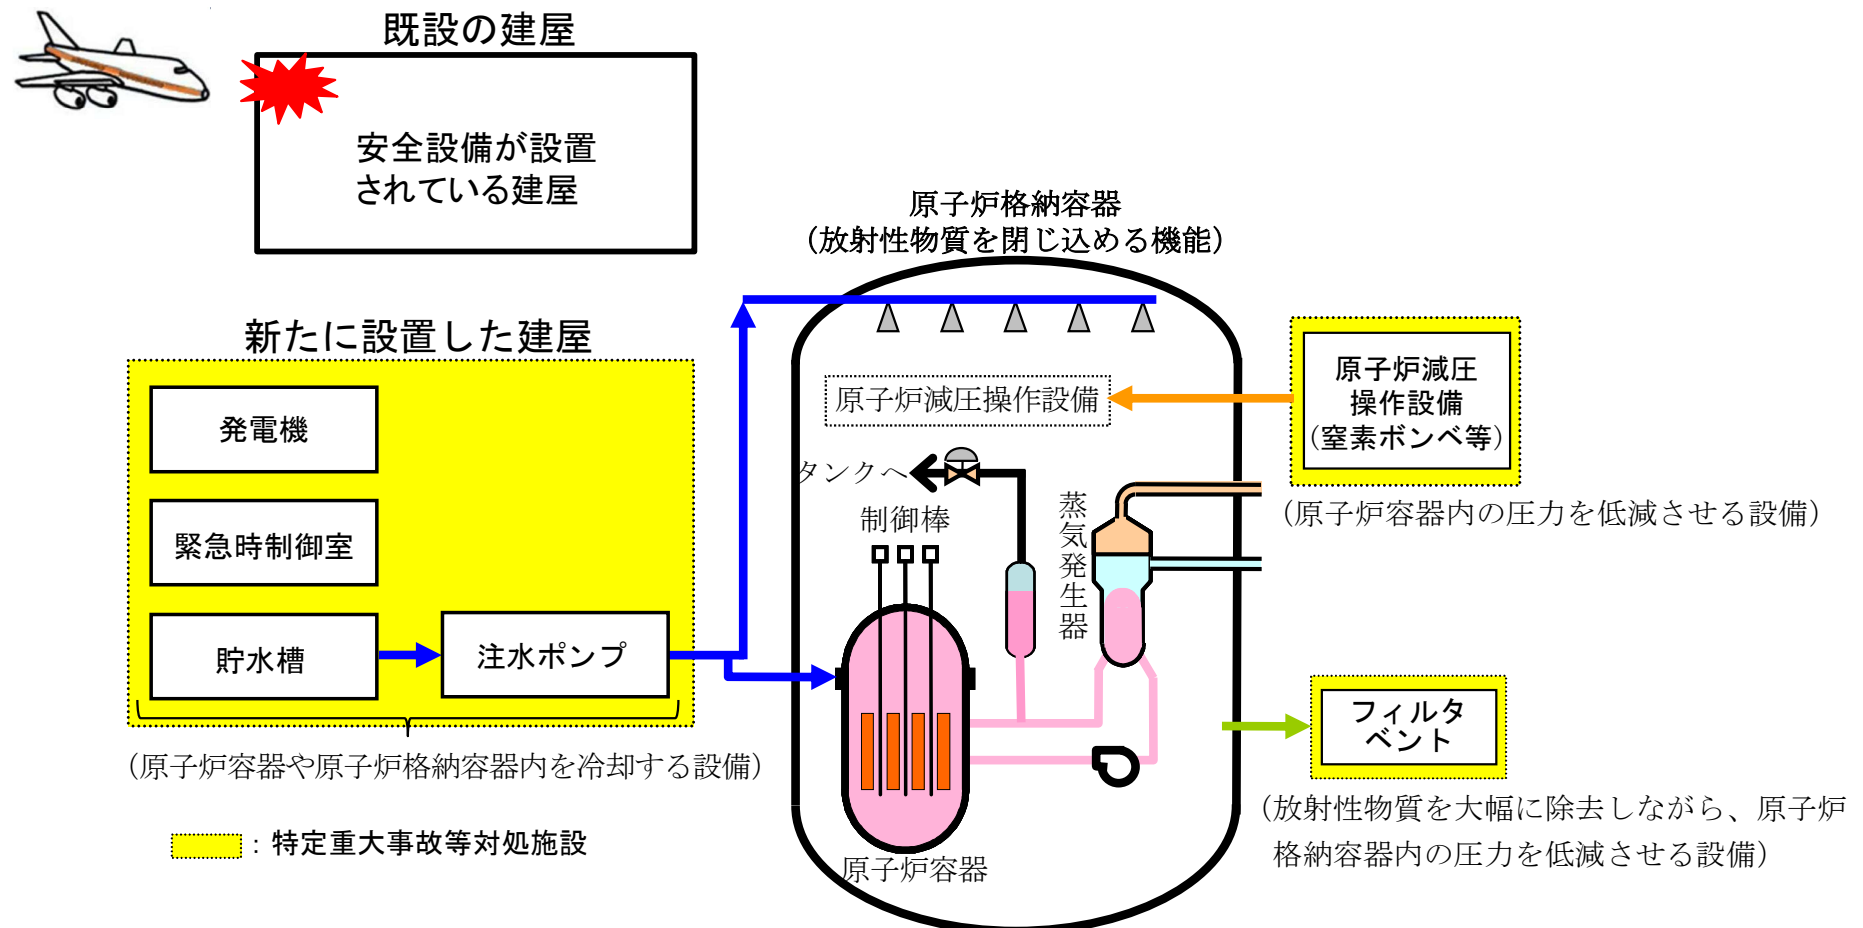 既設の建屋
安全設備が設置
されている建屋
原子炉格納容器
（放射性物質を閉じ込める機能）
新たに設置した建屋
発電機
緊急時制御室
貯水槽
注水ポンプ
（原子炉容器や原子炉格納容器内を冷却する設備）
：特定重大事故等対処施設
原子炉減圧操作設備
タンクへ
制御棒
蒸気発生器
原子炉容器
原子炉減圧
操作設備
（窒素ボンベ等）
（原子炉容器内の圧力を低減させる設備）
フィルタ
ベント
（放射性物質を大幅に除去しながら、原子炉
格納容器内の圧力を低減させる設備）